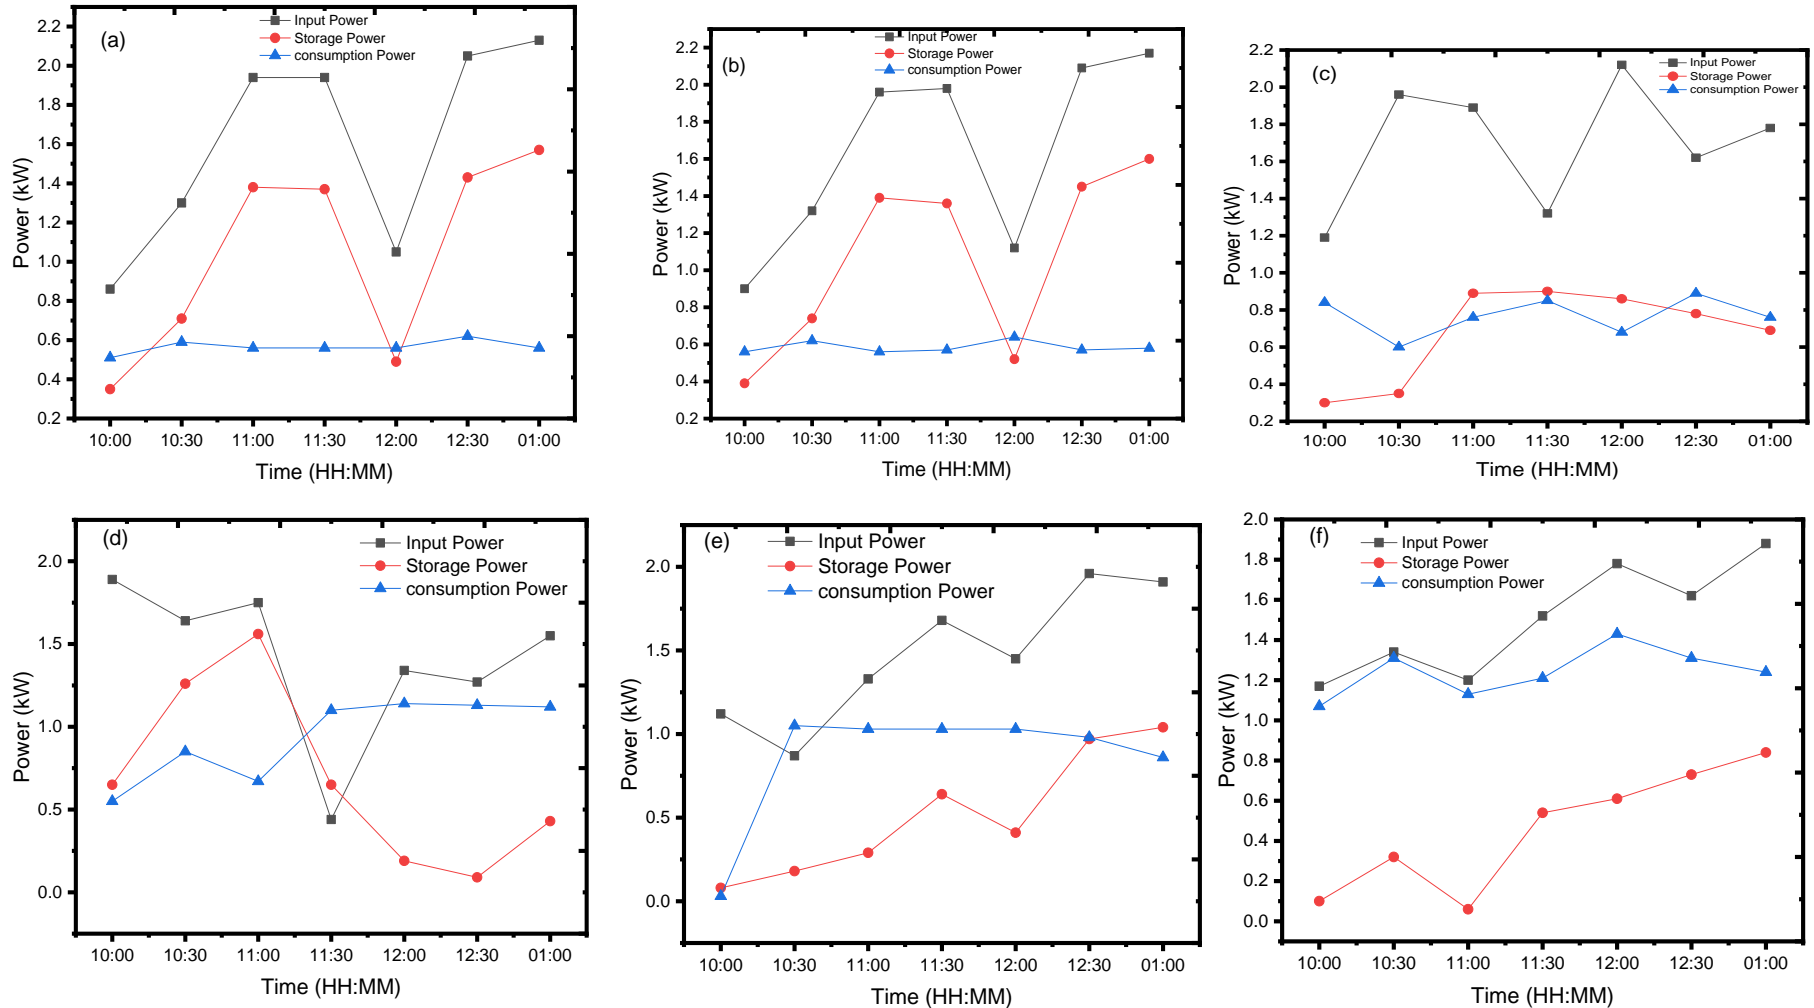 (a)
Input Power
Storage Power
consumption Power
2.2
2.0
1.8
1.6
1.4
1.2
1.0
0.8
0.6
0.4
0.2
Power (kW)
10:00 10:30 11:00 11:30 12:00 12:30 01:00
Time (HH:MM)
(b)
Input Power
Storage Power
consumption Power
2.2
2.0
1.8
1.6
1.4
1.2
1.0
0.8
0.6
0.4
0.2
Power (kW)
10:00 10:30 11:00 11:30 12:00 12:30 01:00
Time (HH:MM)
(c)
Input Power
Storage Power
consumption Power
2.2
2.0
1.8
1.6
1.4
1.2
1.0
0.8
0.6
0.4
0.2
Power (kW)
10:00 10:30 11:00 11:30 12:00 12:30 01:00
Time (HH:MM)
(d)
Input Power
Storage Power
consumption Power
2.0
1.5
1.0
0.5
0.0
Power (kW)
10:00 10:30 11:00 11:30 12:00 12:30 01:00
Time (HH:MM)
(e)
Input Power
Storage Power
consumption Power
2.0
1.5
1.0
0.5
0.0
Power (kW)
10:00 10:30 11:00 11:30 12:00 12:30 01:00
Time (HH:MM)
(f)
Input Power
Storage Power
consumption Power
2.0
1.8
1.6
1.4
1.2
1.0
0.8
0.6
0.4
0.2
0.0
Power (kW)
10:00 10:30 11:00 11:30 12:00 12:30 01:00
Time (HH:MM)